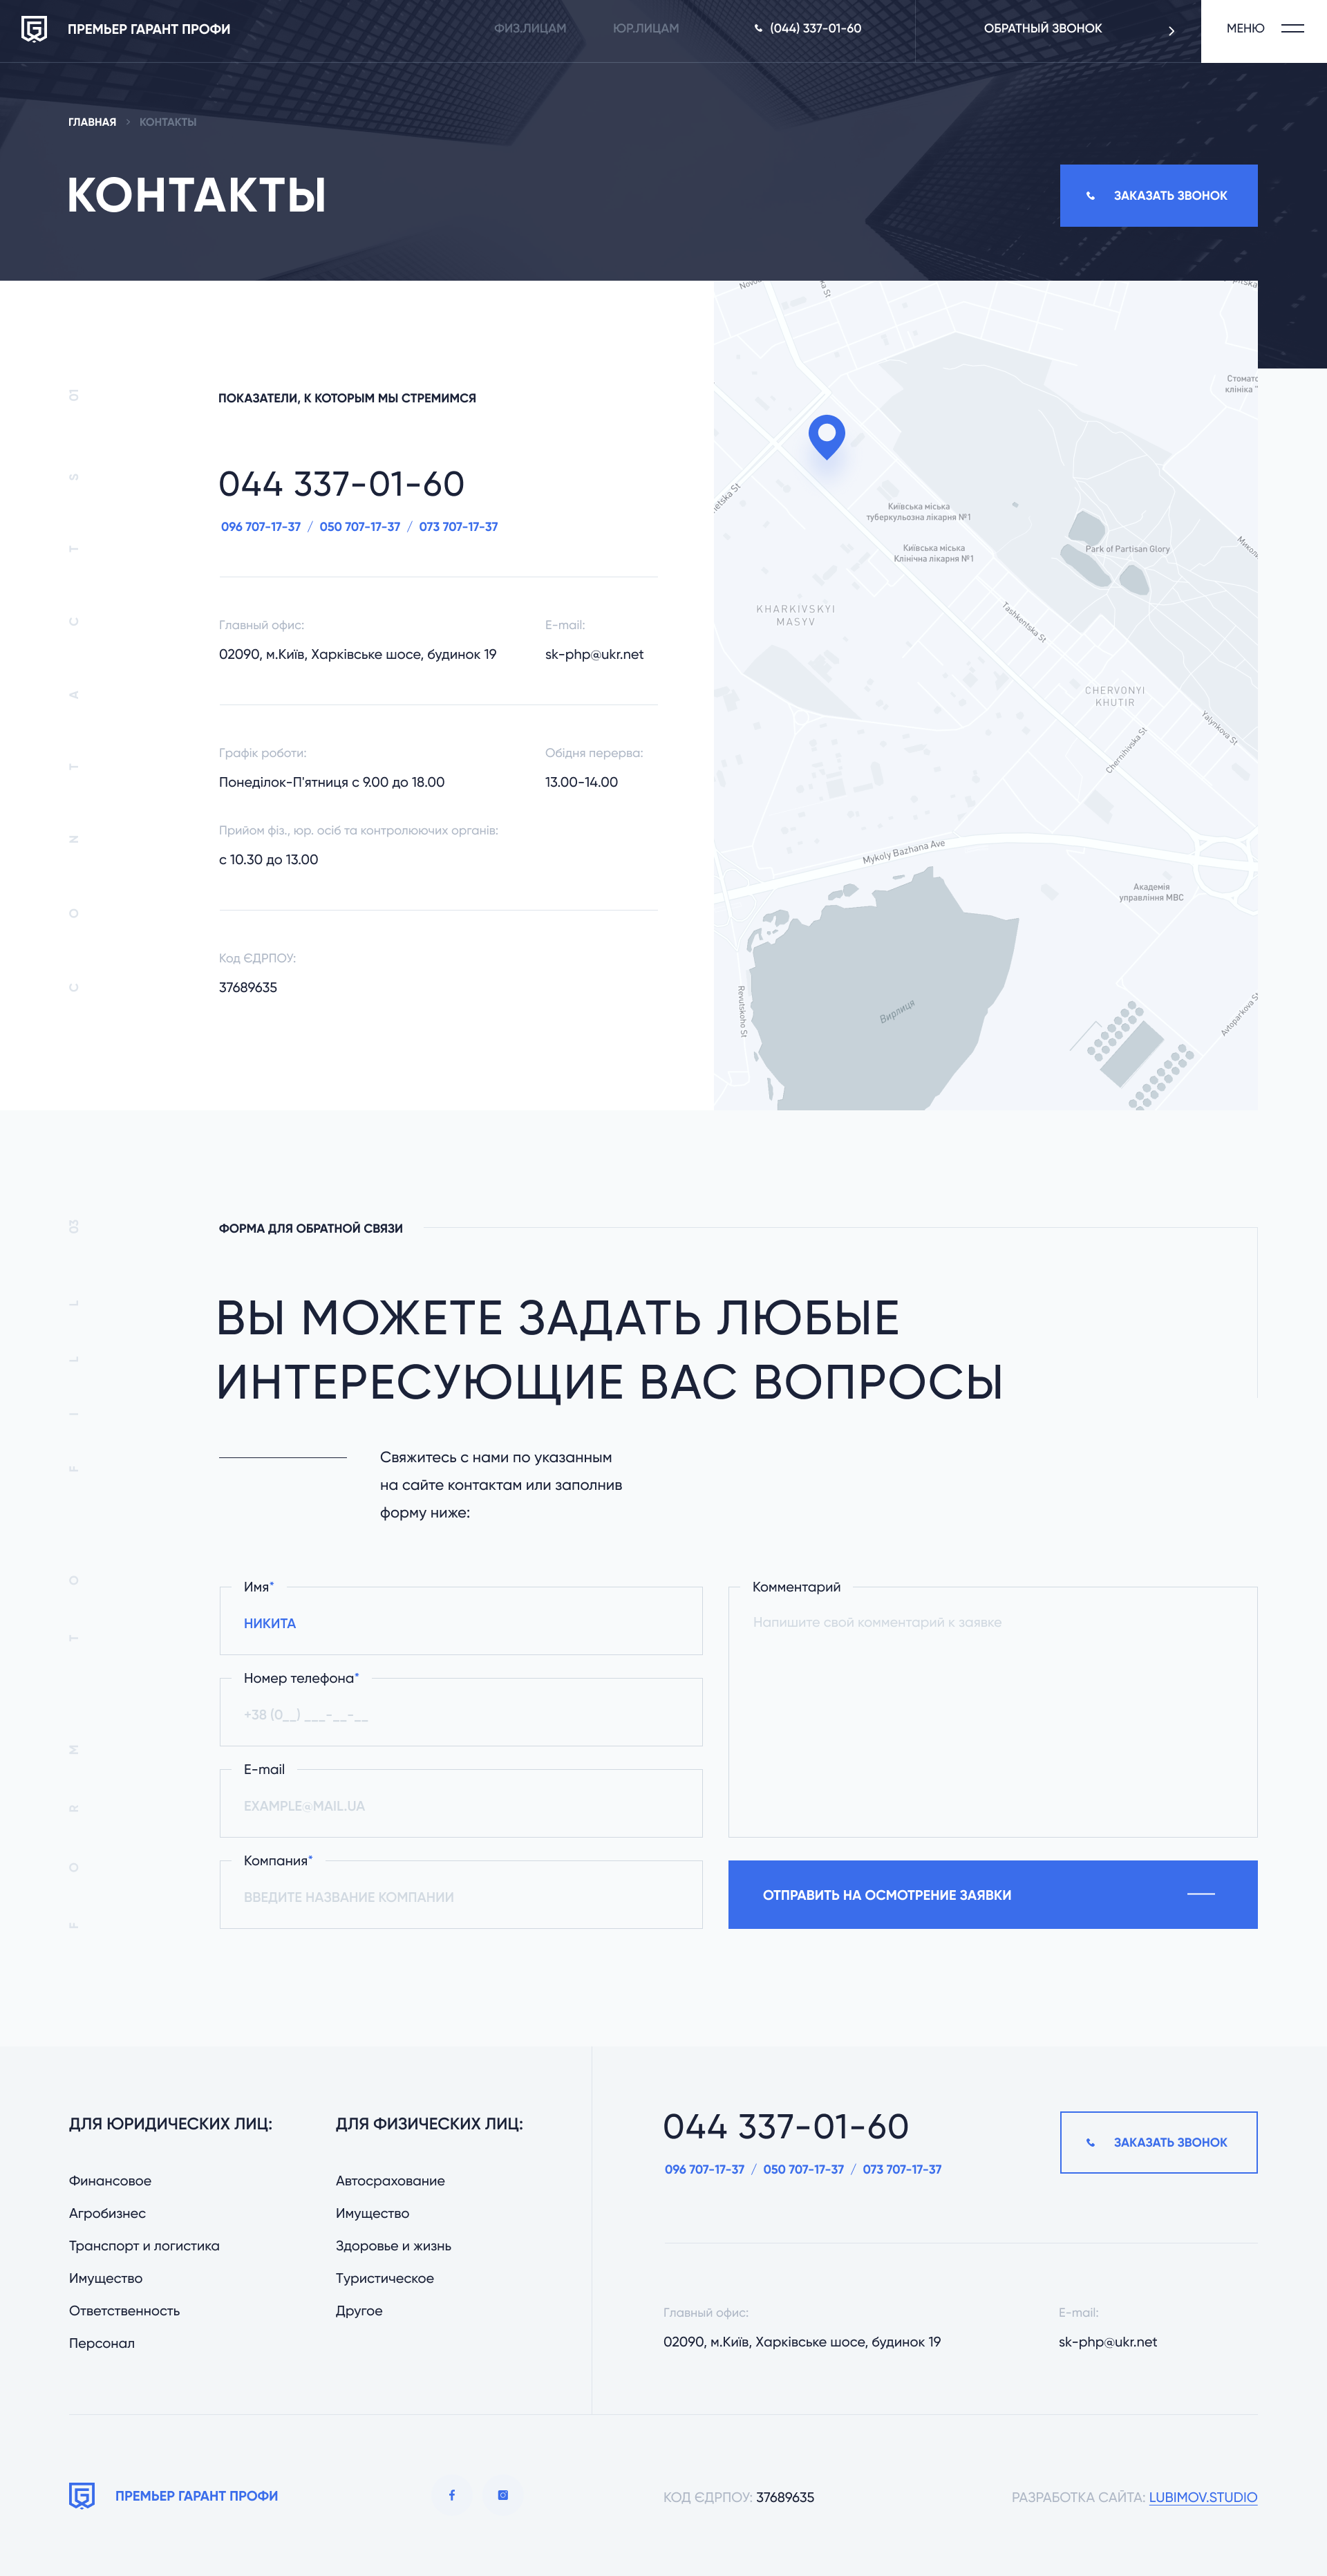 ПРЕМЬЕР ГАРАНТ ПРОФИ
ФИЗ.ЛИЦАМ
ЮР.ЛИЦАМ
(044) 337-01-60
ОБРАТНЫЙ ЗВОНОК
МЕНЮ
ГЛАВНАЯ > КОНТАКТЫ
КОНТАКТЫ
ЗАКАЗАТЬ ЗВОНОК
CONTACTS 01
ПОКАЗАТЕЛИ, К КОТОРЫМ МЫ СТРЕМИМСЯ
044 337-01-60
096 707-17-37 / 050 707-17-37 / 073 707-17-37
Главный офис:
02090, м.Київ, Харківське шосе, будинок 19
E-mail:
sk-php@ukr.net
Графік роботи:
Понеділок-П'ятниця с 9.00 до 18.00
Обідня перерва:
13.00-14.00
Прийом фіз., юр. осіб та контролюючих органів:
с 10.30 до 13.00
Код ЄДРПОУ:
37689635
Київська міська
туберкульозна лікарня №1
Київська міська
Клінічна лікарня №1
Park of Partisan Glory
KHARKIVSKYI
MASYV
Tashkentska St
CHERVONYI
KHUTIR
Yalynkova St
Chernihivska St
Mykoly Bazhana Ave
Академія
управління МВС
Revutskoho St
Вирлиця
Avtoparkova St
FORM TO FILL 03
ФОРМА ДЛЯ ОБРАТНОЙ СВЯЗИ
ВЫ МОЖЕТЕ ЗАДАТЬ ЛЮБЫЕ
ИНТЕРЕСУЮЩИЕ ВАС ВОПРОСЫ
Свяжитесь с нами по указанным
на сайте контактам или заполнив
форму ниже:
Имя*
НИКИТА
Номер телефона*
+38 (0__) ___-__-__
E-mail
EXAMPLE@MAIL.UA
Компания*
ВВЕДИТЕ НАЗВАНИЕ КОМПАНИИ
Комментарий
Напишите свой комментарий к заявке
ОТПРАВИТЬ НА ОСМОТРЕНИЕ ЗАЯВКИ
ДЛЯ ЮРИДИЧЕСКИХ ЛИЦ:
Финансовое
Агробизнес
Транспорт и логистика
Имущество
Ответственность
Персонал
ДЛЯ ФИЗИЧЕСКИХ ЛИЦ:
Автосрахование
Имущество
Здоровье и жизнь
Туристическое
Другое
044 337-01-60
096 707-17-37 / 050 707-17-37 / 073 707-17-37
ЗАКАЗАТЬ ЗВОНОК
Главный офис:
02090, м.Київ, Харківське шосе, будинок 19
E-mail:
sk-php@ukr.net
ПРЕМЬЕР ГАРАНТ ПРОФИ
КОД ЄДРПОУ: 37689635
РАЗРАБОТКА САЙТА: LUBIMOV.STUDIO